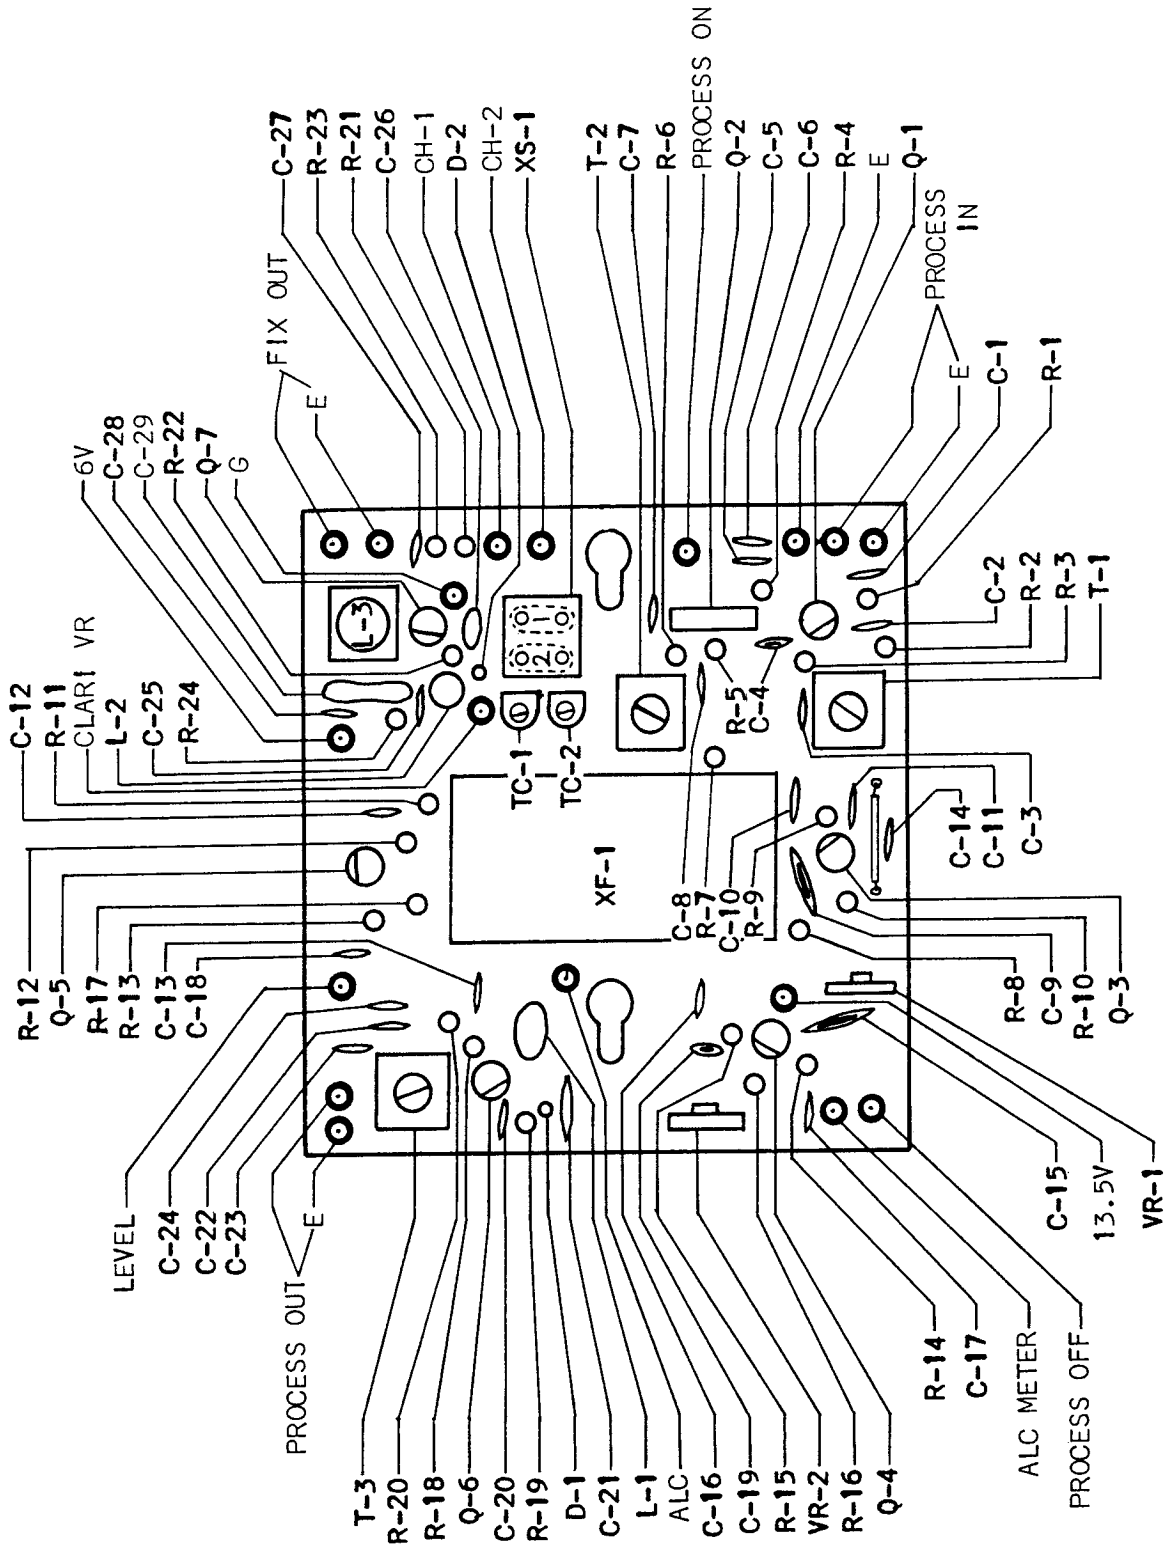 C-27
R-23
R-21
C-26
CH-1
D-2
CH-2
XS-1
T-2
C-7
R-6
PROCESS ON
Q-2
C-5
C-6
R-4
E
Q-1
PROCESS
IN
E
C-1
R-1
FIX OUT
E
6V
C-28
C-29
R-22
Q-7
G
C-12
R-11
CLARI VR
L-2
C-25
R-24
R-12
Q-5
R-17
R-13
C-13
C-18
LEVEL
C-24
C-22
C-23
PROCESS OUT
E
L-3
1
2
TC-1
TC-2
XF-1
R-5
C-4
C-8
R-7
C-10
R-9
C-2
R-2
R-3
T-1
C-14
C-11
C-3
R-8
C-9
R-10
Q-3
C-15
13.5V
VR-1
T-3
R-20
R-18
Q-6
C-20
R-19
D-1
C-21
L-1
ALC
C-16
C-19
R-15
VR-2
R-16
Q-4
R-14
C-17
ALC METER
PROCESS OFF